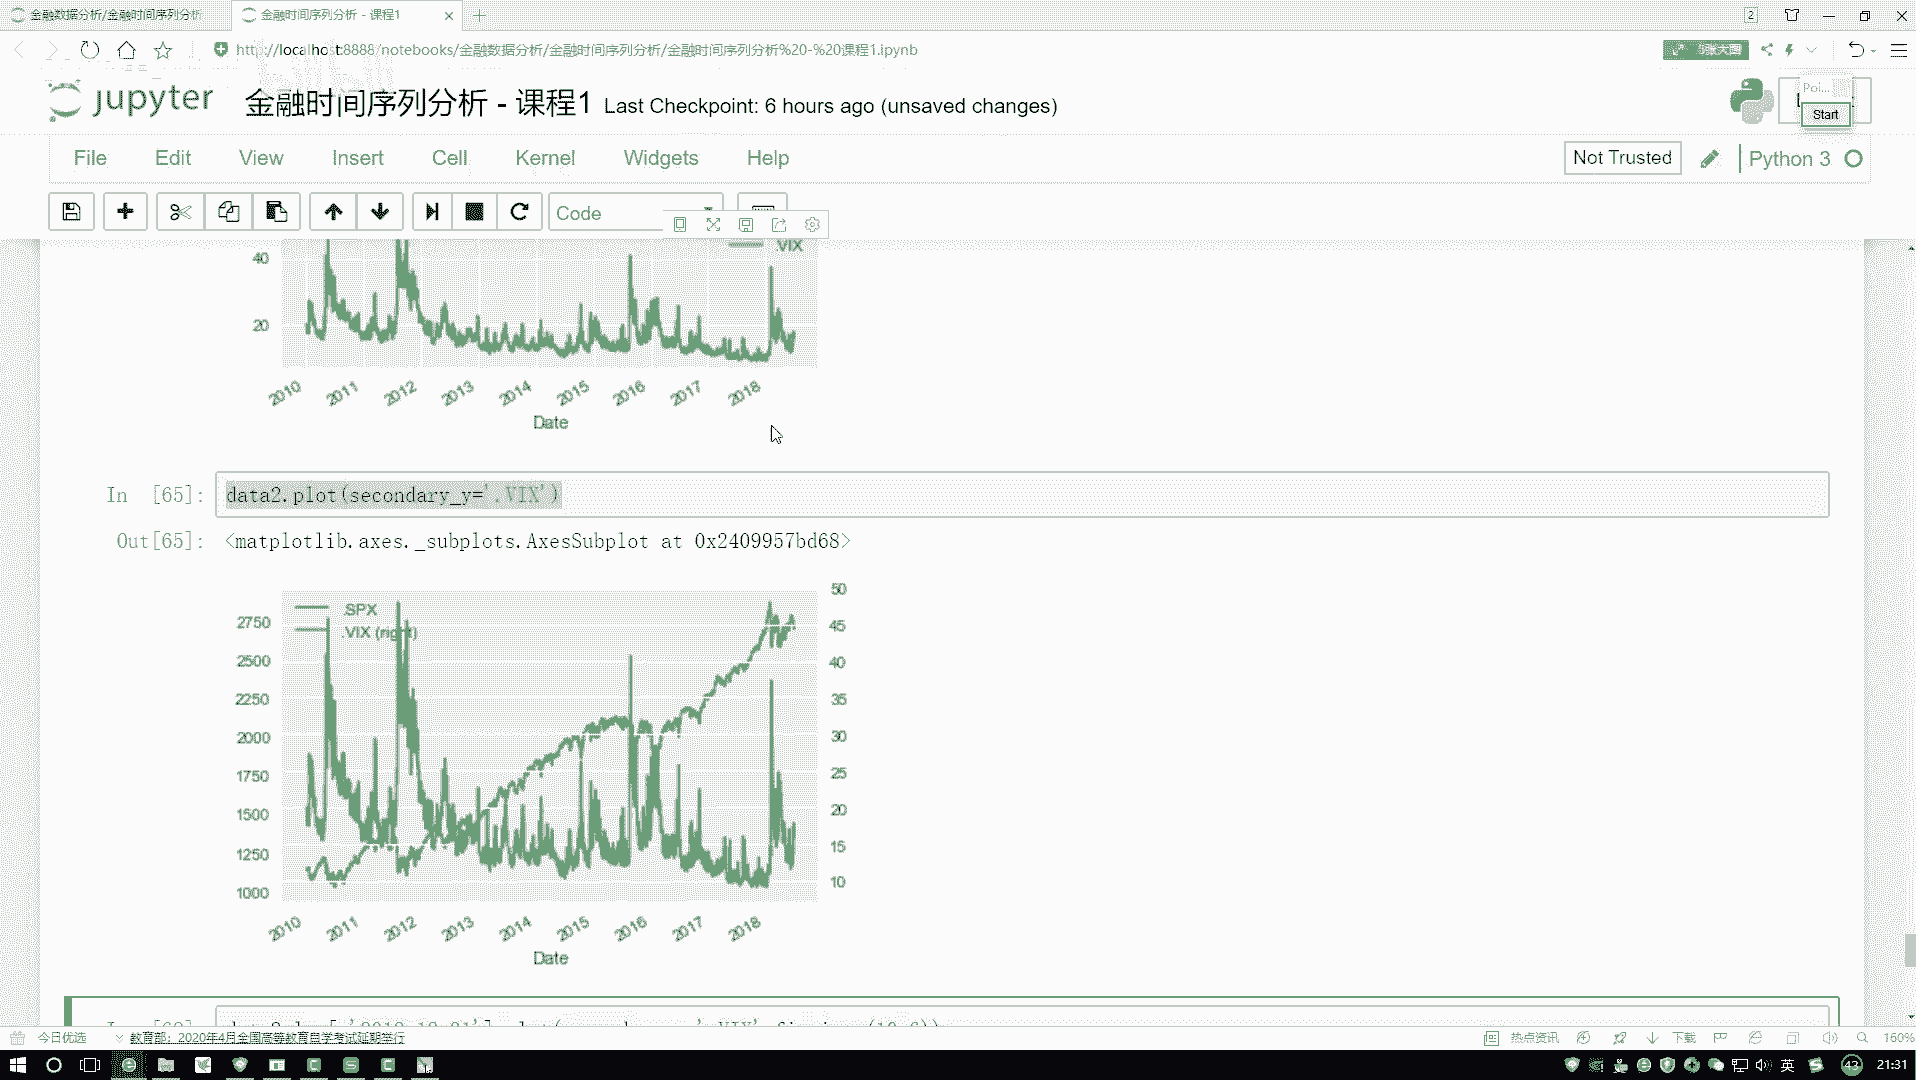 金融数据分析/金融时间序列分析
金融时间序列分析 - 课程1
2
http://localhost:8888/notebooks/金融数据分析/金融时间序列分析/金融时间序列分析%20-%20课程1.ipynb
jupyter 金融时间序列分析 - 课程1 Last Checkpoint: 6 hours ago (unsaved changes)
Start
File Edit View Insert Cell Kernel Widgets Help
Not Trusted Python 3
Code
.VIX
40
20
2010 2011 2012 2013 2014 2015 2016 2017 2018
Date
In [65]: data2.plot(secondary_y='.VIX')
Out[65]: <matplotlib.axes._subplots.AxesSubplot at 0x2409957bd68>
.SPX
.VIX (right)
2750
2500
2250
2000
1750
1500
1250
1000
50
45
40
35
30
25
20
15
10
2010 2011 2012 2013 2014 2015 2016 2017 2018
Date
今日优选 教育部：2020年4月全国高等教育自学考试延期举行
热点资讯 下载 160%
英 43 21:31